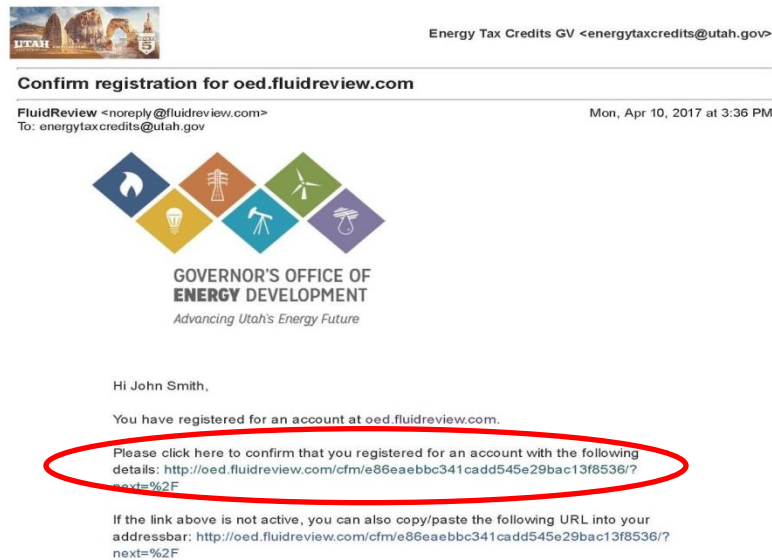 UTAH
Energy Tax Credits GV <energytaxcredits@utah.gov>
Confirm registration for oed.fluidreview.com
FluidReview <noreply@fluidreview.com>
Mon, Apr 10, 2017 at 3:36 PM
To: energytaxcredits@utah.gov
GOVERNOR'S OFFICE OF
ENERGY DEVELOPMENT
Advancing Utah's Energy Future
Hi John Smith,
You have registered for an account at oed.fluidreview.com.
Please click here to confirm that you registered for an account with the following
details: http://oed.fluidreview.com/cfm/e86eaebbc341cadd545e29bac13f8536/?
next=%2F
If the link above is not active, you can also copy/paste the following URL into your
addressbar: http://oed.fluidreview.com/cfm/e86eaebbc341cadd545e29bac13f8536/?
next=%2F